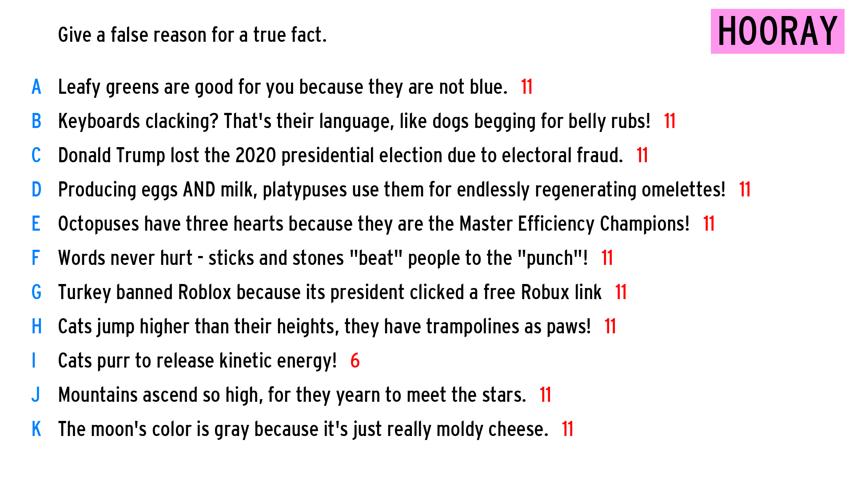 Give a false reason for a true fact.
HOORAY
A Leafy greens are good for you because they are not blue. 11
B Keyboards clacking? That's their language, like dogs begging for belly rubs! 11
C Donald Trump lost the 2020 presidential election due to electoral fraud. 11
D Producing eggs AND milk, platypuses use them for endlessly regenerating omelettes! 11
E Octopuses have three hearts because they are the Master Efficiency Champions! 11
F Words never hurt - sticks and stones "beat" people to the "punch"! 11
G Turkey banned Roblox because its president clicked a free Robux link 11
H Cats jump higher than their heights, they have trampolines as paws! 11
I Cats purr to release kinetic energy! 6
J Mountains ascend so high, for they yearn to meet the stars. 11
K The moon's color is gray because it's just really moldy cheese. 11